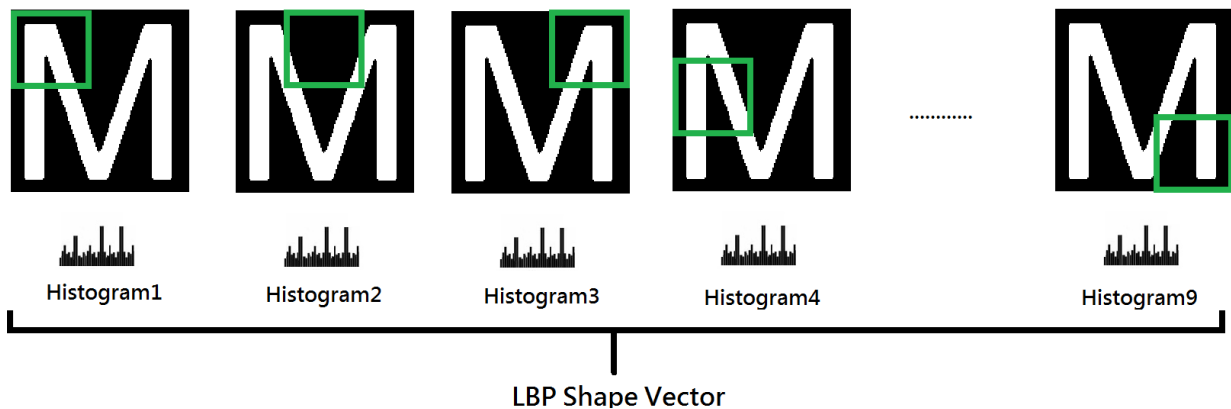 M M M M ............ M
Histogram1 Histogram2 Histogram3 Histogram4 Histogram9
LBP Shape Vector